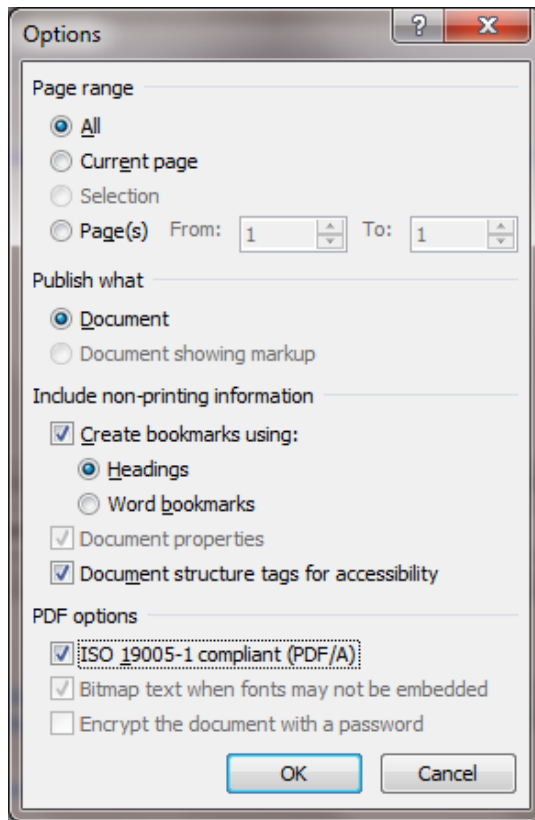 Options
Page range
All
Current page
Selection
Page(s) From: 1 To: 1
Publish what
Document
Document showing markup
Include non-printing information
Create bookmarks using:
Headings
Word bookmarks
Document properties
Document structure tags for accessibility
PDF options
ISO 19005-1 compliant (PDF/A)
Bitmap text when fonts may not be embedded
Encrypt the document with a password
OK Cancel